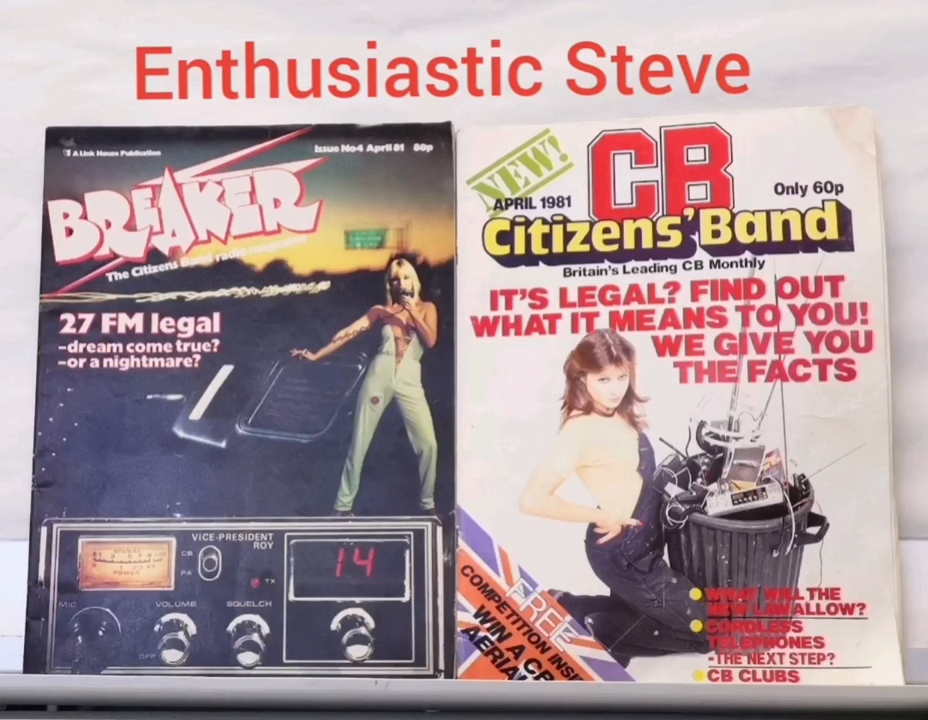 Enthusiastic Steve
A Link House Publication
Issue No4 April 81 80p
BREAKER
The Citizens Band radio magazine
27 FM legal
-dream come true?
-or a nightmare?
VICE-PRESIDENT
ROY
CB
PA
SIGNAL
POWER
14
TX
MIC
VOLUME
SQUELCH
OFF
NEW!
APRIL 1981
CB
Only 60p
Citizens' Band
Britain's Leading CB Monthly
IT'S LEGAL? FIND OUT
WHAT IT MEANS TO YOU!
WE GIVE YOU
THE FACTS
FREE
COMPETITION INSI
WIN A CB
AERIA
WHAT WILL THE
NEW LAW ALLOW?
CORDLESS
TELEPHONES
-THE NEXT STEP?
CB CLUBS